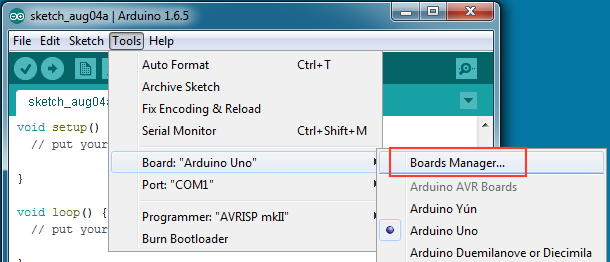 sketch_aug04a | Arduino 1.6.5
File Edit Sketch Tools Help
Auto Format Ctrl+T
Archive Sketch
sketch_aug04a
Fix Encoding & Reload
void setup()
Serial Monitor Ctrl+Shift+M
// put your
Board: "Arduino Uno"
Boards Manager...
}
Port: "COM1"
Arduino AVR Boards
void loop() {
Programmer: "AVRISP mkII"
Arduino Yún
// put your
Burn Bootloader
Arduino Uno
Arduino Duemilanove or Diecimila
}